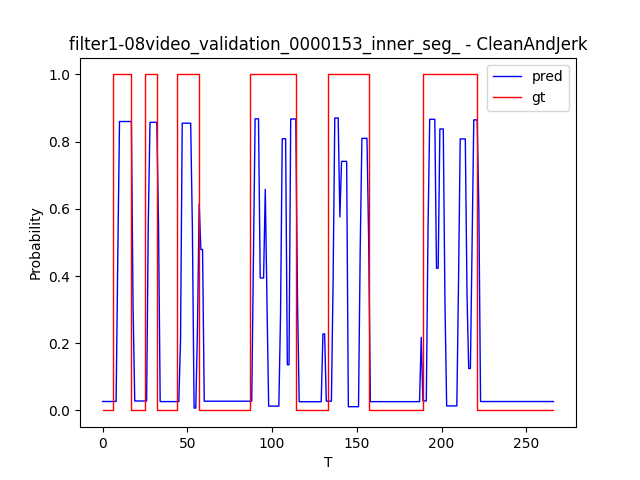 filter1-08video_validation_0000153_inner_seg_ - CleanAndJerk
pred
gt
1.0
0.8
0.6
0.4
0.2
0.0
Probability
0
50
100
150
200
250
T